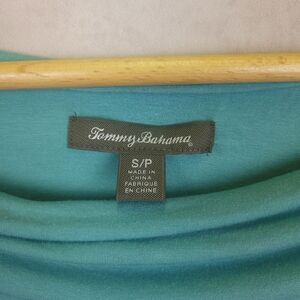 Tommy Bahama®
S/P
MADE IN
CHINA
FABRIQUE
EN CHINE